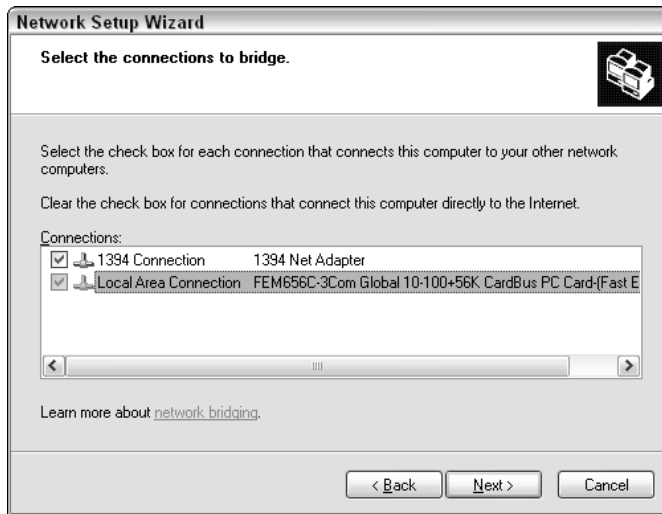 Network Setup Wizard
Select the connections to bridge.
Select the check box for each connection that connects this computer to your other network
computers.
Clear the check box for connections that connect this computer directly to the Internet.
Connections:
1394 Connection 1394 Net Adapter
Local Area Connection FEM656C-3Com Global 10-100+56K CardBus PC Card-(Fast E
Learn more about network bridging.
< Back Next > Cancel